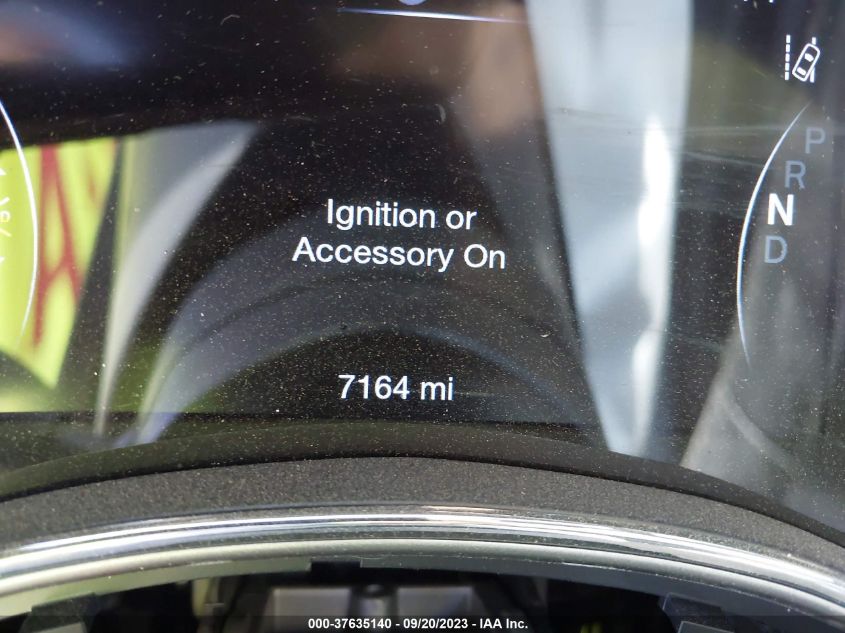 P
R
N
D
Ignition or
Accessory On
7164 mi
000-37635140 - 09/20/2023 - IAA Inc.